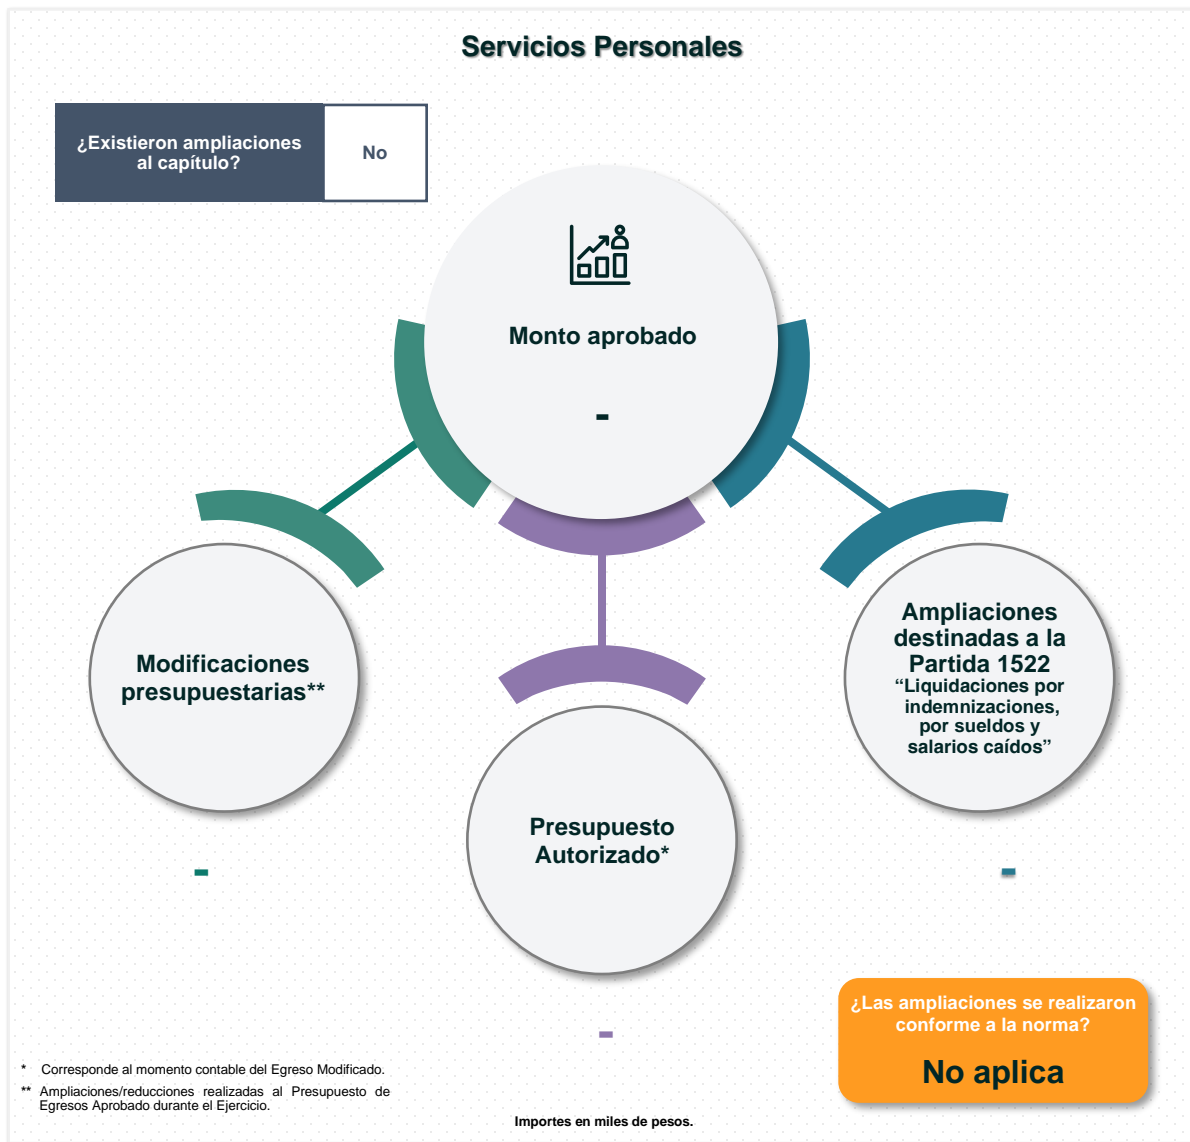 Servicios Personales
¿Existieron ampliaciones
al capítulo?
No
Monto aprobado
-
Modificaciones
presupuestarias**
-
Presupuesto
Autorizado*
-
Ampliaciones
destinadas a la
Partida 1522
“Liquidaciones por
indemnizaciones,
por sueldos y
salarios caídos”
-
¿Las ampliaciones se realizaron
conforme a la norma?
No aplica
* Corresponde al momento contable del Egreso Modificado.
** Ampliaciones/reducciones realizadas al Presupuesto de
Egresos Aprobado durante el Ejercicio.
Importes en miles de pesos.